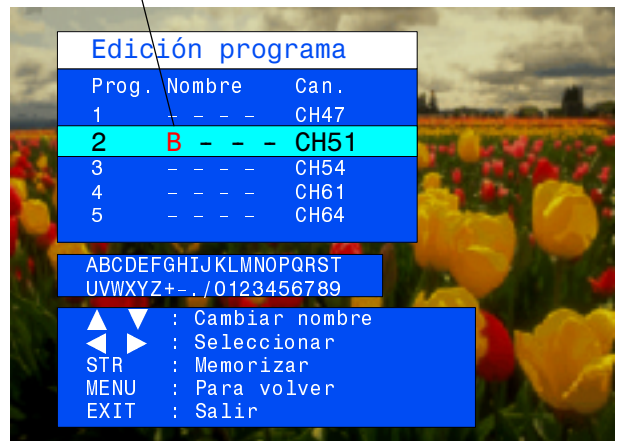 Edición programa
Prog. Nombre Can.
1 - - - - CH47
2 B - - - CH51
3 - - - - CH54
4 - - - - CH61
5 - - - - CH64
ABCDEFGHIJKLMNOPQRST
UVWXYZ+-./0123456789
▲ ▼ : Cambiar nombre
◀ ▶ : Seleccionar
STR : Memorizar
MENU : Para volver
EXIT : Salir